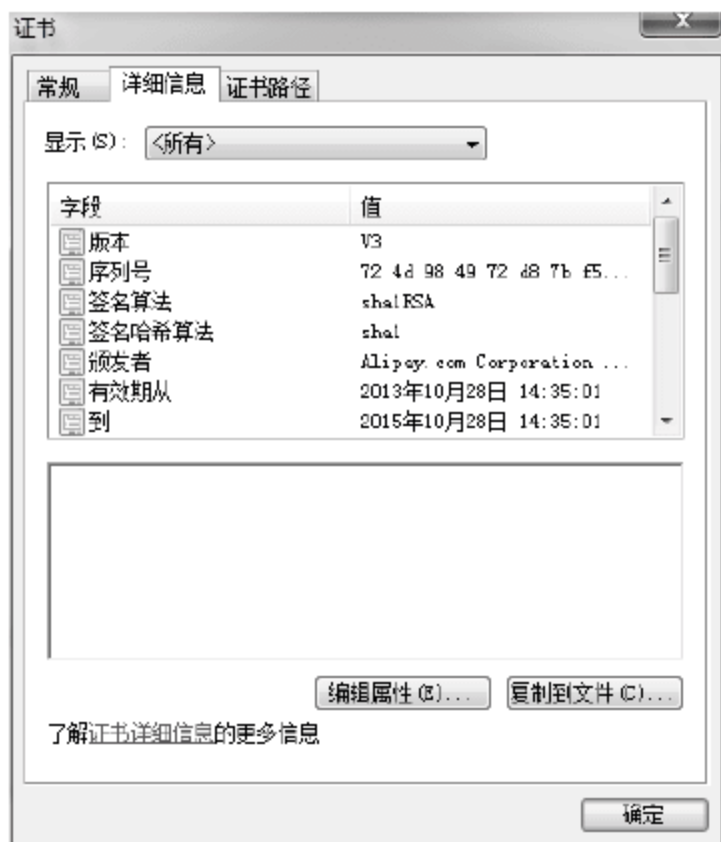 证书
常规 详细信息 证书路径
显示(S): <所有>
字段 值
版本 V3
序列号 72 4d 98 49 72 d8 7b f5...
签名算法 sha1RSA
签名哈希算法 sha1
颁发者 Alipay.com Corporation ...
有效期从 2013年10月28日 14:35:01
到 2015年10月28日 14:35:01
编辑属性(E)... 复制到文件(C)...
了解证书详细信息的更多信息
确定